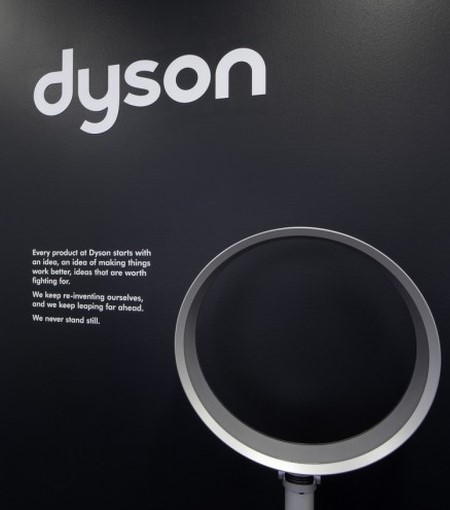 dyson
Every product at Dyson starts with
an idea, an idea of making things
work better, ideas that are worth
fighting for.
We keep re-inventing ourselves,
and we keep leaping far ahead.
We never stand still.